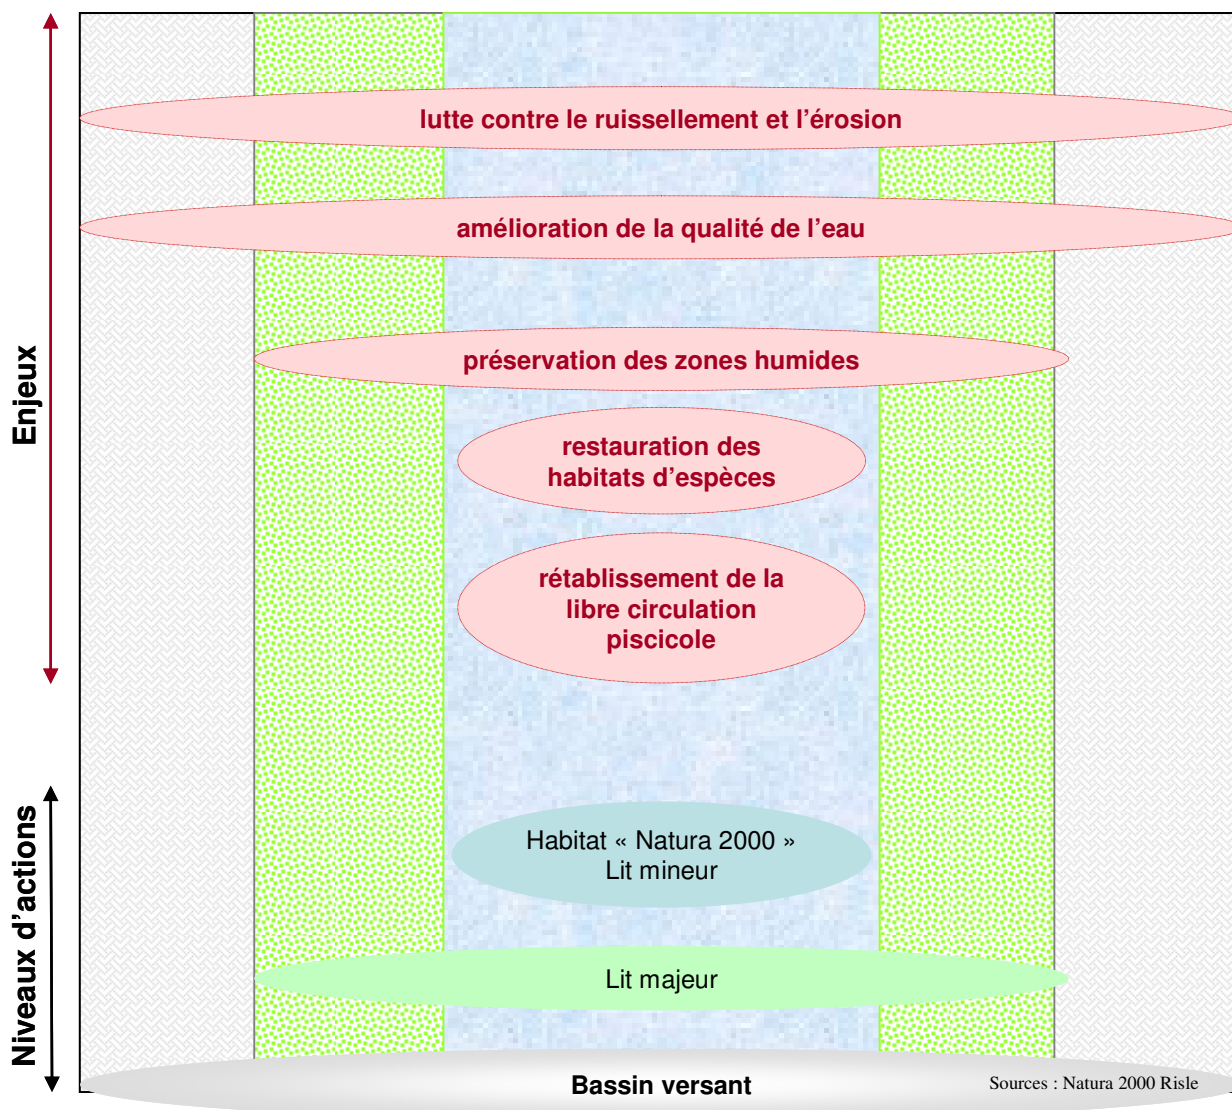 Enjeux
lutte contre le ruissellement et l'érosion
amélioration de la qualité de l'eau
préservation des zones humides
restauration des
habitats d'espèces
rétablissement de la
libre circulation
piscicole
Niveaux d'actions
Habitat « Natura 2000 »
Lit mineur
Lit majeur
Bassin versant
Sources : Natura 2000 Risle